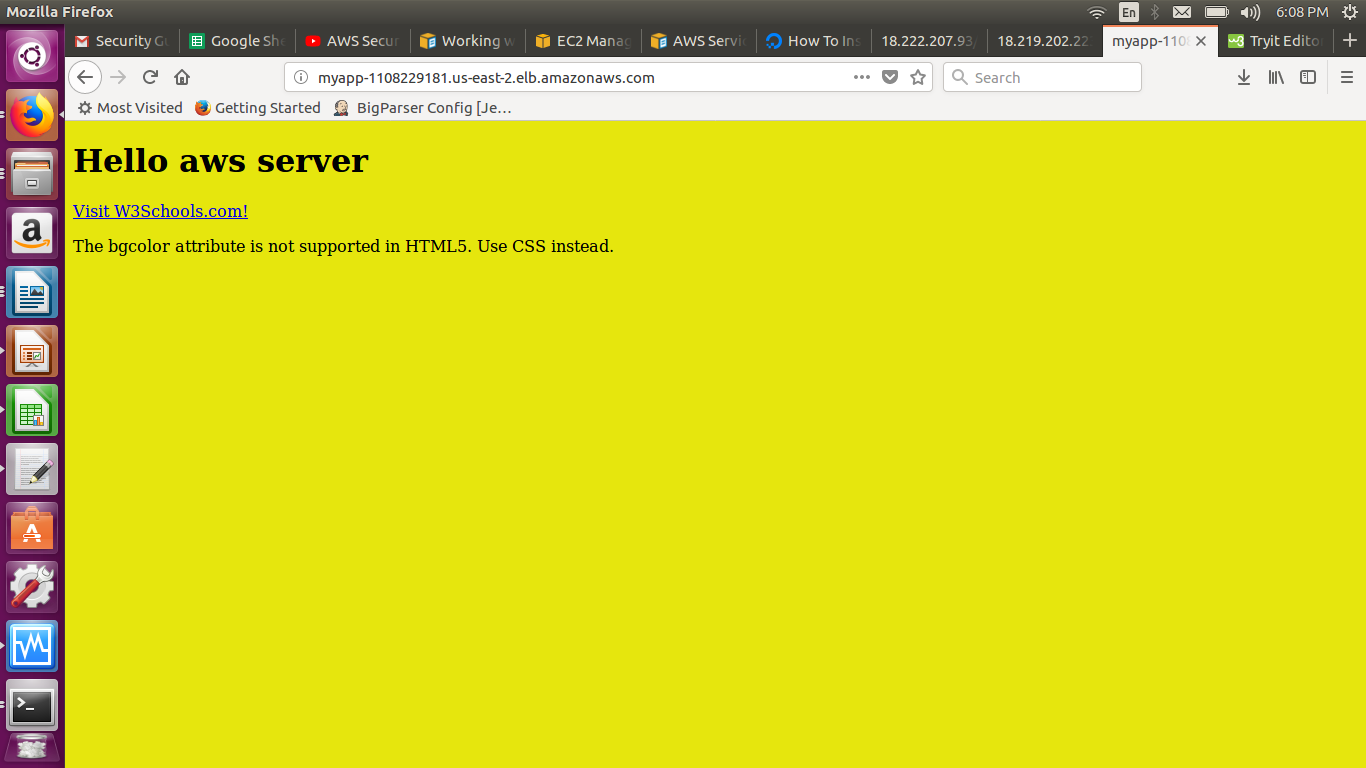 Mozilla Firefox
En
6:08 PM
Security Gu
Google She
AWS Secur
Working w
EC2 Manag
AWS Servic
How To Ins
18.222.207.93/
18.219.202.22
myapp-1108
Tryit Editor
myapp-1108229181.us-east-2.elb.amazonaws.com
Search
Most Visited
Getting Started
BigParser Config [Je...
Hello aws server
Visit W3Schools.com!
The bgcolor attribute is not supported in HTML5. Use CSS instead.